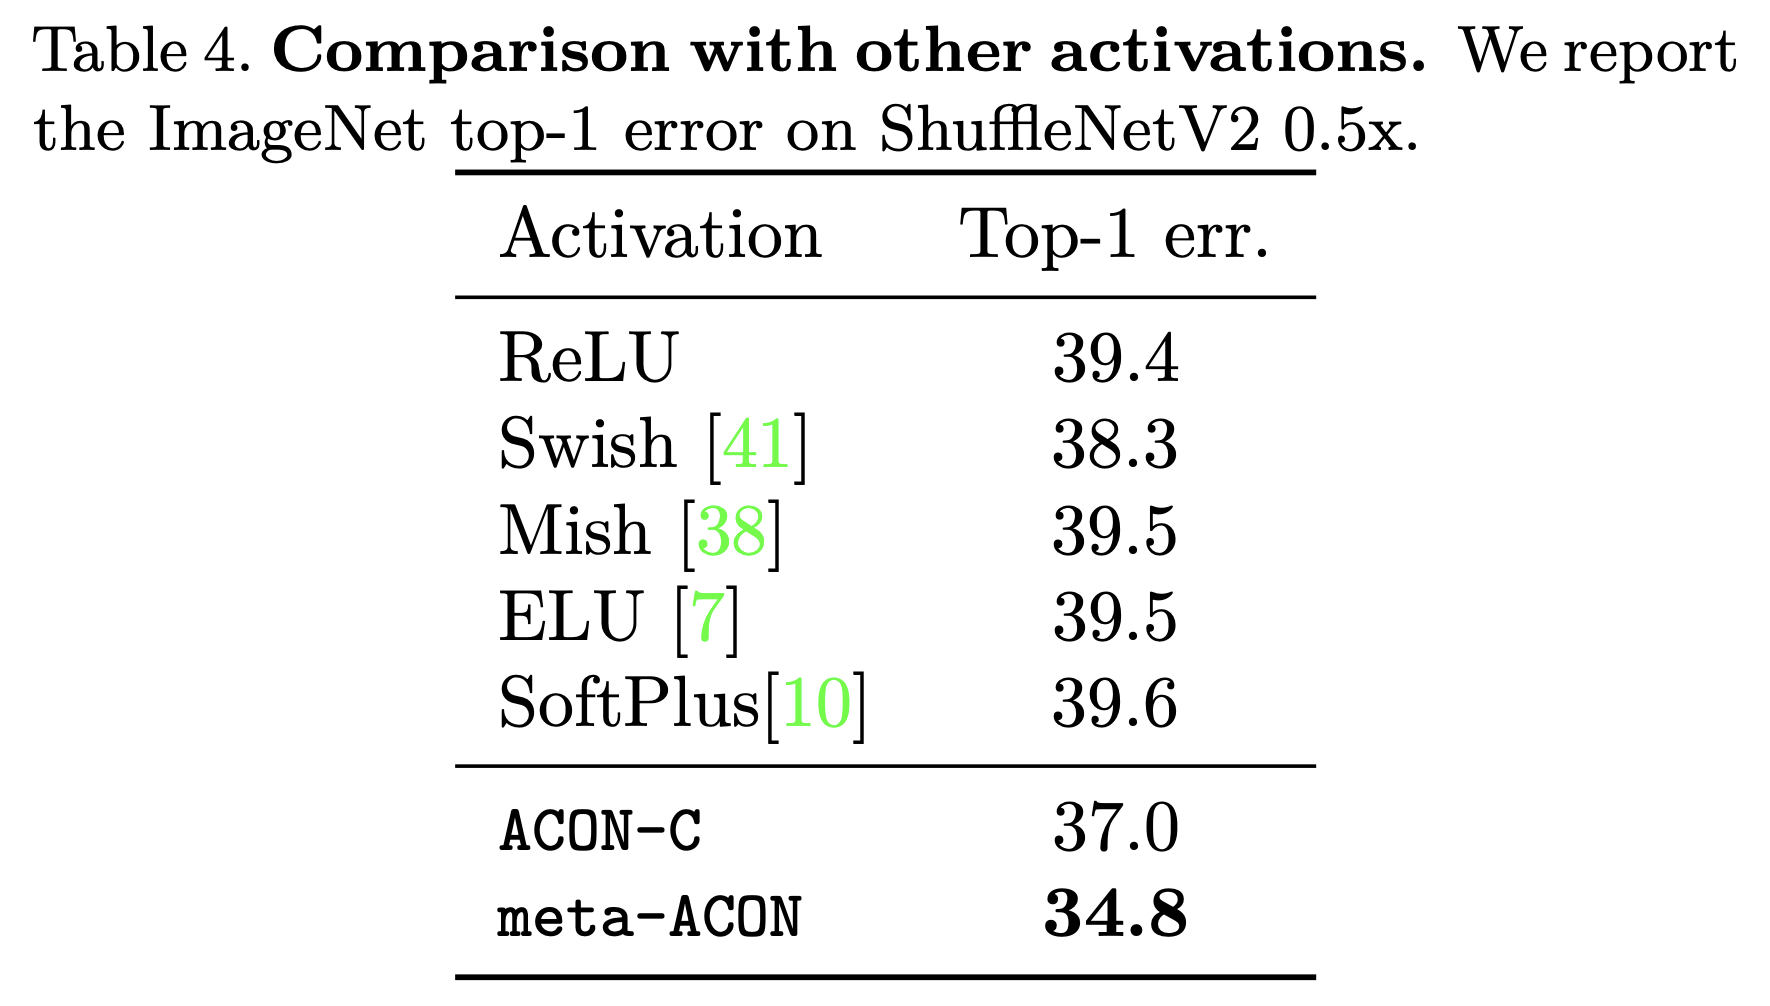 Table 4. Comparison with other activations. We report
the ImageNet top-1 error on ShuffleNetV2 0.5x.
Activation Top-1 err.
ReLU 39.4
Swish [41] 38.3
Mish [38] 39.5
ELU [7] 39.5
SoftPlus[10] 39.6
ACON-C 37.0
meta-ACON 34.8